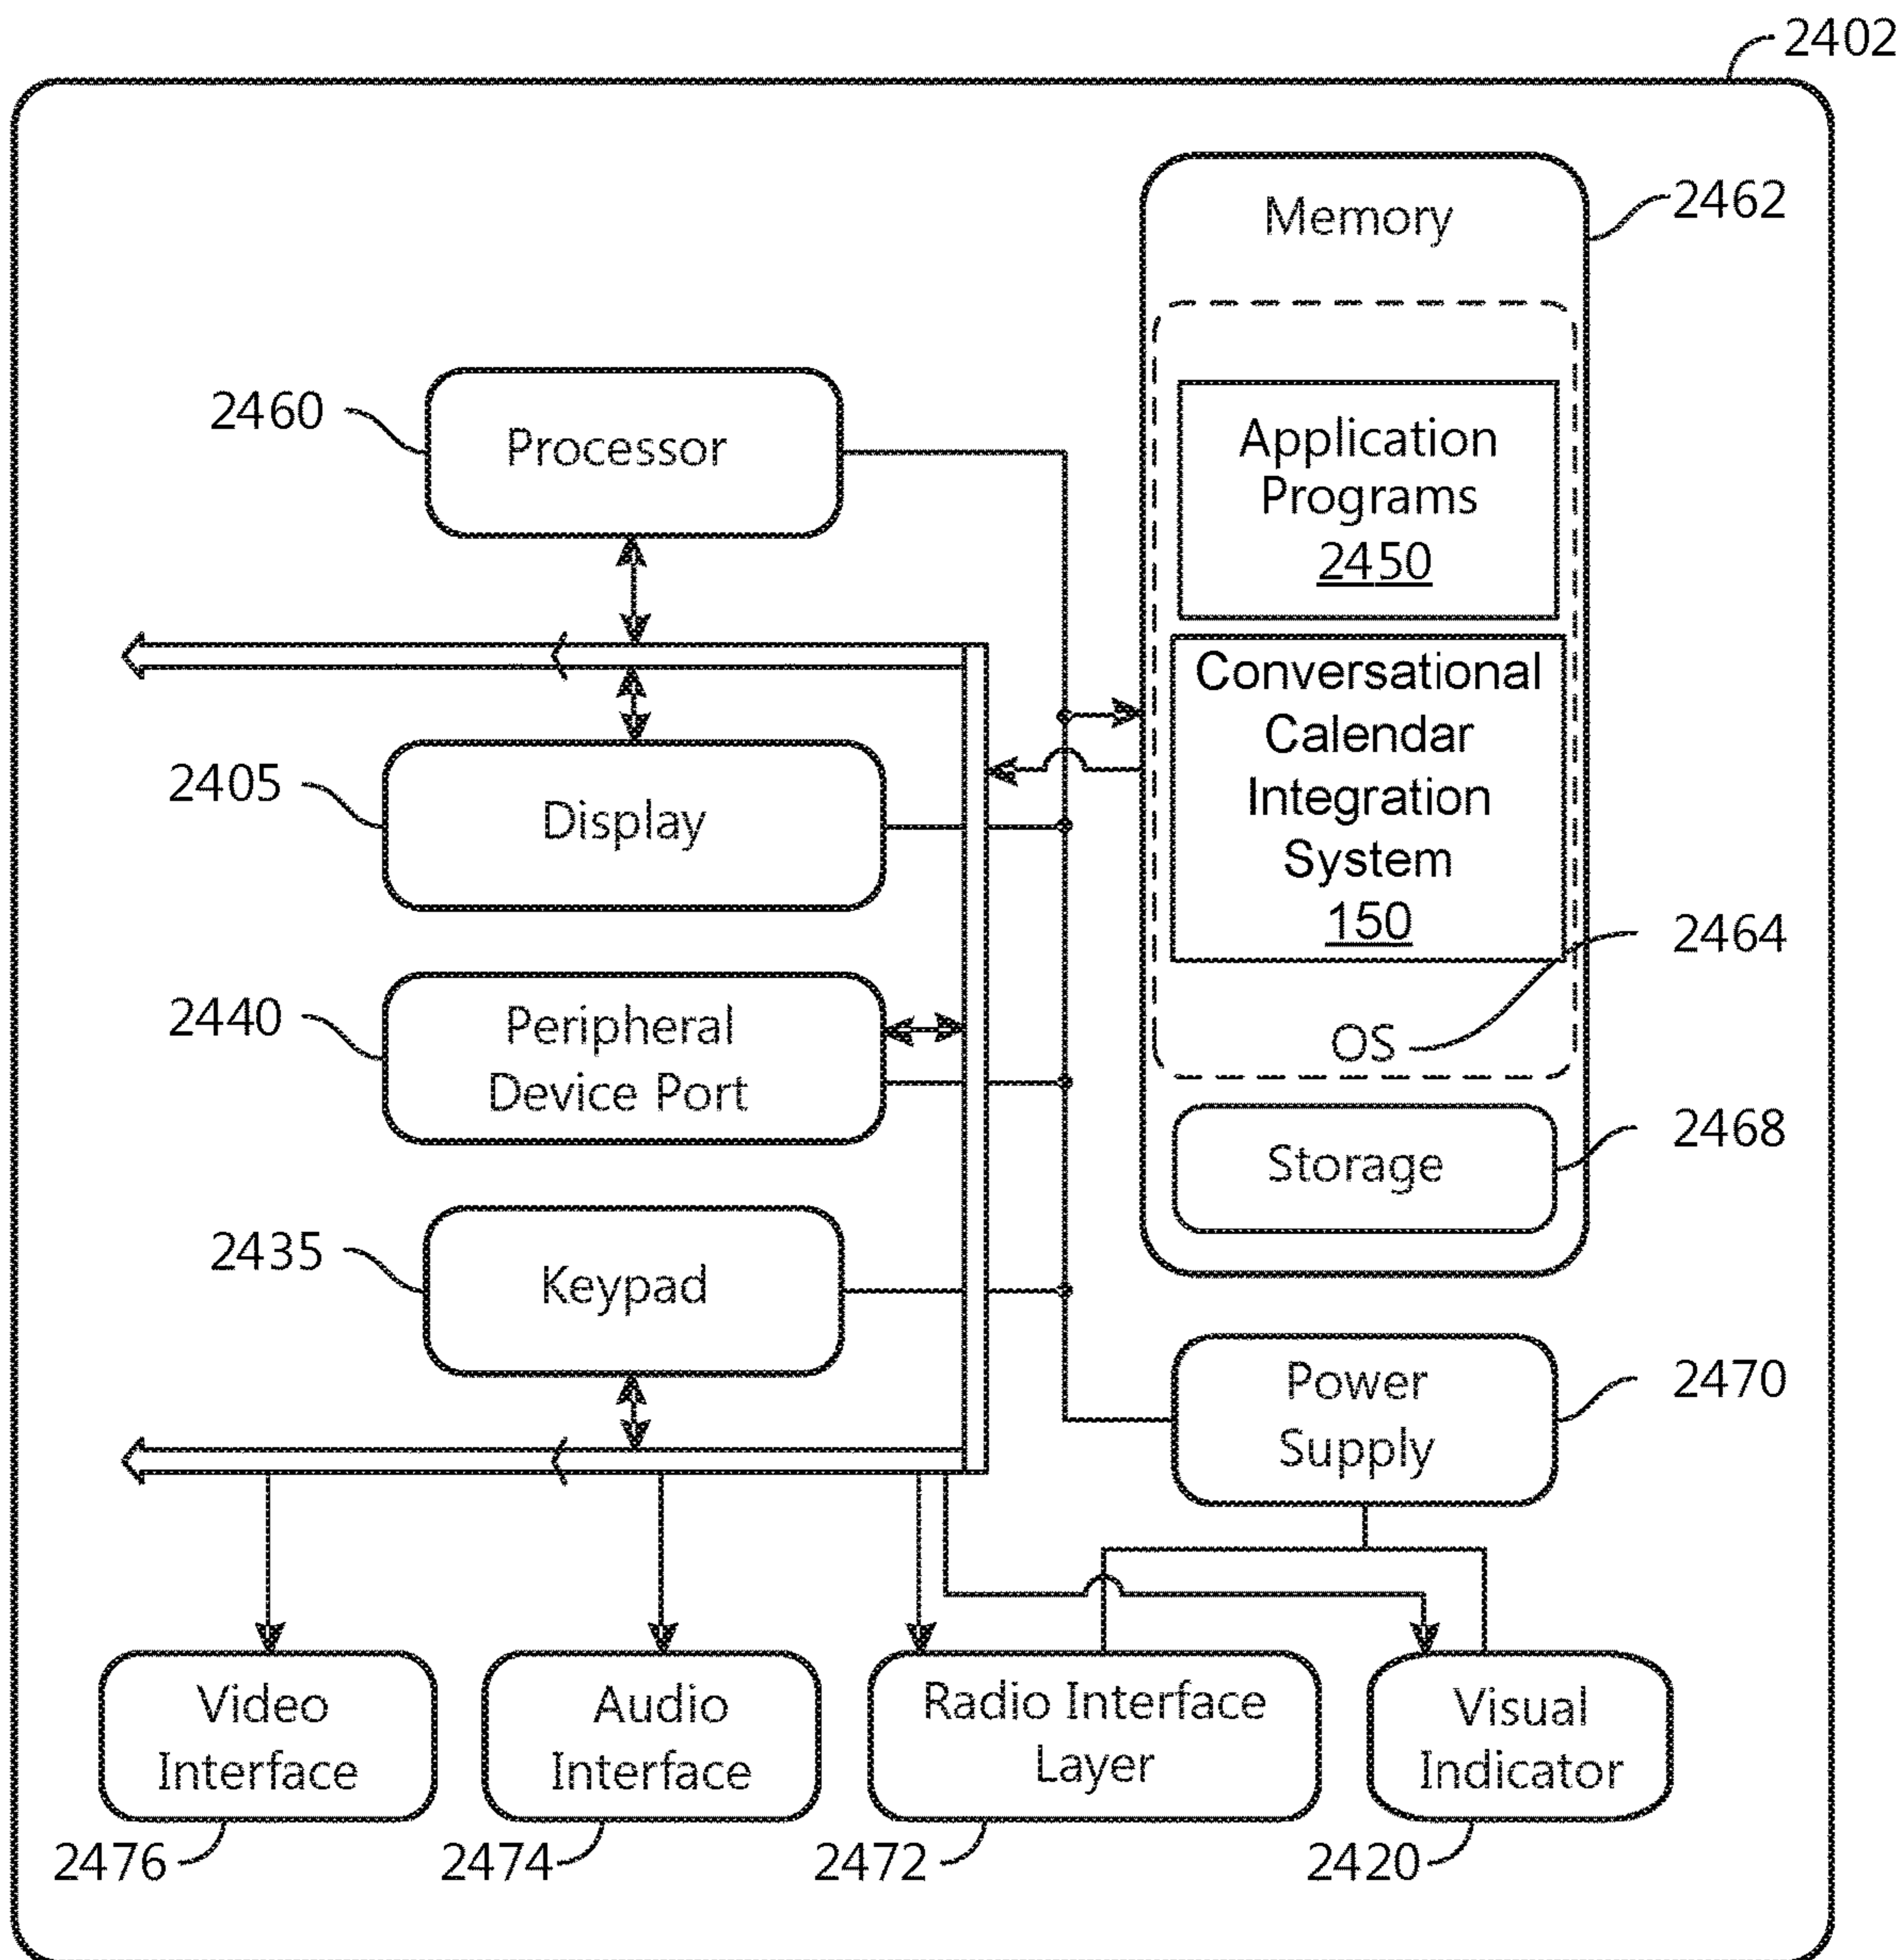 2402
Memory
2462
2460
Processor
Application
Programs
2450
Conversational
Calendar
Integration
System
150
2405
Display
2464
2440
Peripheral
Device Port
OS
2468
Storage
2435
Keypad
Power
Supply
2470
Video
Interface
Audio
Interface
Radio Interface
Layer
Visual
Indicator
2476
2474
2472
2420